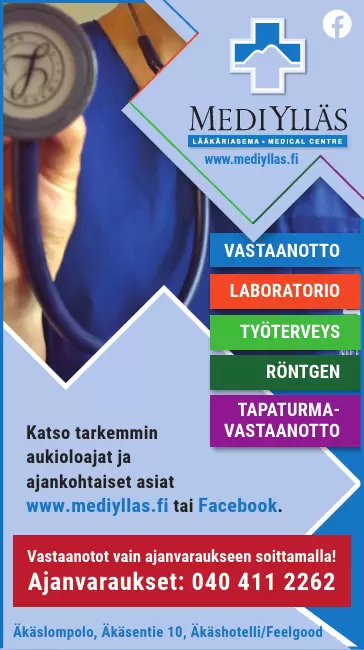 MEDIYLLÄS
LÄÄKÄRIASEMA • MEDICAL CENTRE
www.mediyllas.fi
VASTAANOTTO
LABORATORIO
TYÖTERVEYS
RÖNTGEN
TAPATURMA-
VASTAANOTTO
Katso tarkemmin
aukioloajat ja
ajankohtaiset asiat
www.mediyllas.fi tai Facebook.
Vastaanotot vain ajanvaraukseen soittamalla!
Ajanvaraukset: 040 411 2262
Äkäslompolo, Äkäsentie 10, Äkäshotelli/Feelgood